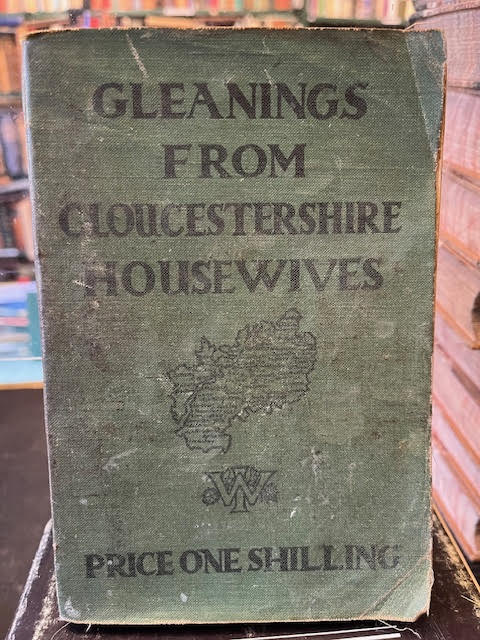 GLEANINGS
FROM
GLOUCESTERSHIRE
HOUSEWIVES
WI
PRICE ONE SHILLING